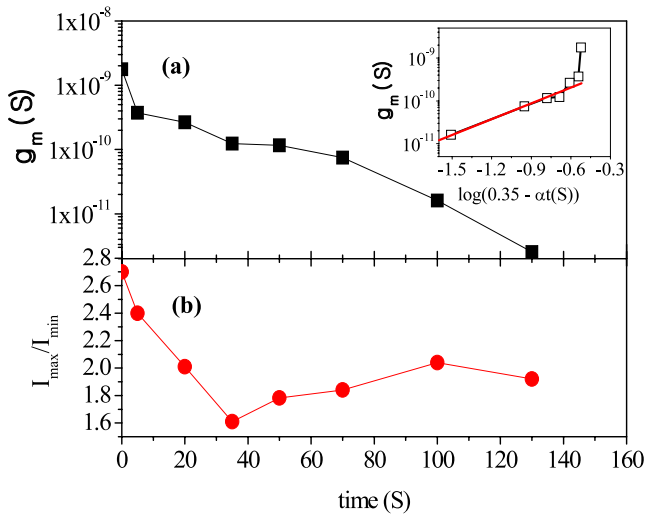 1x10⁻⁸
1x10⁻⁹
1x10⁻¹⁰
1x10⁻¹¹
gₘ (S)
(a)
10⁻⁹
10⁻¹⁰
10⁻¹¹
gₘ (S)
-1.5 -1.2 -0.9 -0.6 -0.3
log(0.35 - αt(S))
2.8
2.6
2.4
2.2
2.0
1.8
1.6
I_max/I_min
(b)
0 20 40 60 80 100 120 140 160
time (S)